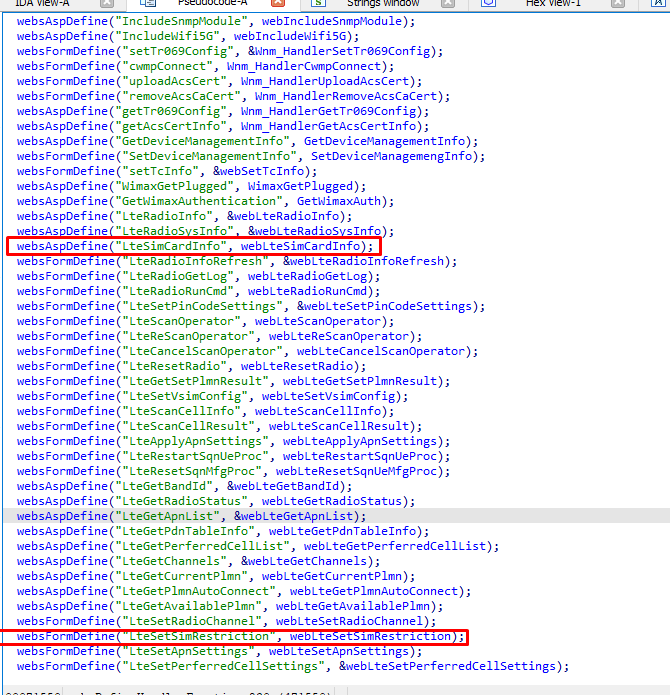 IDA View-A Pseudocode-A Strings window Hex View-1
websAspDefine("IncludeSnmpModule", webIncludeSnmpModule);
websAspDefine("IncludeWifi5G", webIncludeWifi5G);
websFormDefine("setTr069Config", &Wnm_HandlerSetTr069Config);
websFormDefine("cwmpConnect", Wnm_HandlerCwmpConnect);
websFormDefine("uploadAcsCert", Wnm_HandlerUploadAcsCert);
websFormDefine("removeAcsCaCert", Wnm_HandlerRemoveAcsCaCert);
websAspDefine("getTr069Config", Wnm_HandlerGetTr069Config);
websAspDefine("getAcsCertInfo", Wnm_HandlerGetAcsCertInfo);
websAspDefine("GetDeviceManagementInfo", GetDeviceManagementInfo);
websFormDefine("SetDeviceManagementInfo", SetDeviceManagemengInfo);
websFormDefine("setTcInfo", &webSetTcInfo);
websAspDefine("WimaxGetPlugged", WimaxGetPlugged);
websAspDefine("GetWimaxAuthentication", GetWimaxAuth);
websAspDefine("LteRadioInfo", &webLteRadioInfo);
websAspDefine("LteRadioSysInfo", &webLteRadioSysInfo);
websAspDefine("LteSimCardInfo", webLteSimCardInfo);
websFormDefine("LteRadioInfoRefresh", &webLteRadioInfoRefresh);
websFormDefine("LteRadioGetLog", webLteRadioGetLog);
websFormDefine("LteRadioRunCmd", webLteRadioRunCmd);
websFormDefine("LteSetPinCodeSettings", &webLteSetPinCodeSettings);
websFormDefine("LteScanOperator", webLteScanOperator);
websFormDefine("LteReScanOperator", webLteReScanOperator);
websFormDefine("LteCancelScanOperator", webLteCancelScanOperator);
websFormDefine("LteResetRadio", webLteResetRadio);
websFormDefine("LteGetSetPlmnResult", webLteGetSetPlmnResult);
websFormDefine("LteSetVsimConfig", webLteSetVsimConfig);
websFormDefine("LteScanCellInfo", webLteScanCellInfo);
websFormDefine("LteScanCellResult", webLteScanCellResult);
websFormDefine("LteApplyApnSettings", webLteApplyApnSettings);
websFormDefine("LteRestartSqnUeProc", webLteRestartSqnUeProc);
websFormDefine("LteResetSqnMfgProc", webLteResetSqnUeMfgProc);
websAspDefine("LteGetBandId", &webLteGetBandId);
websAspDefine("LteGetRadioStatus", webLteGetRadioStatus);
websAspDefine("LteGetApnList", &webLteGetApnList);
websAspDefine("LteGetPdnTableInfo", webLteGetPdnTableInfo);
websAspDefine("LteGetPerferredCellList", webLteGetPerferredCellList);
websAspDefine("LteGetChannels", &webLteGetChannels);
websAspDefine("LteGetCurrentPlmn", webLteGetCurrentPlmn);
websAspDefine("LteGetPlmnAutoConnect", webLteGetPlmnAutoConnect);
websAspDefine("LteGetAvailablePlmn", webLteGetAvailablePlmn);
websFormDefine("LteSetRadioChannel", webLteSetRadioChannel);
websFormDefine("LteSetSimRestriction", webLteSetSimRestriction);
websFormDefine("LteSetApnSettings", webLteSetApnSettings);
websFormDefine("LteSetPerferredCellSettings", &webLteSetPerferredCellSettings);